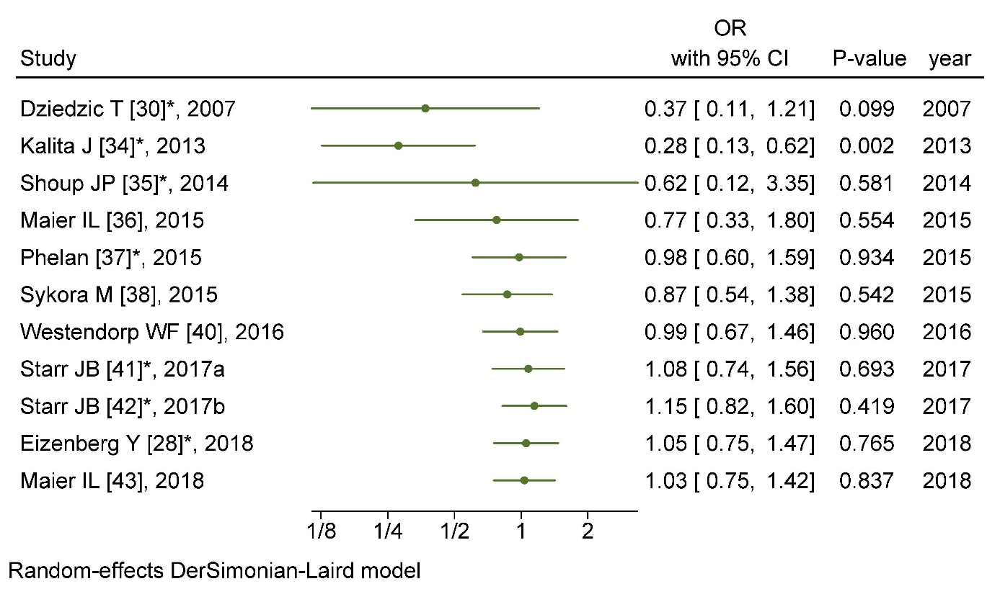 OR
Study with 95% CI P-value year
Dziedzic T [30]*, 2007 0.37 [ 0.11, 1.21] 0.099 2007
Kalita J [34]*, 2013 0.28 [ 0.13, 0.62] 0.002 2013
Shoup JP [35]*, 2014 0.62 [ 0.12, 3.35] 0.581 2014
Maier IL [36], 2015 0.77 [ 0.33, 1.80] 0.554 2015
Phelan [37]*, 2015 0.98 [ 0.60, 1.59] 0.934 2015
Sykora M [38], 2015 0.87 [ 0.54, 1.38] 0.542 2015
Westendorp WF [40], 2016 0.99 [ 0.67, 1.46] 0.960 2016
Starr JB [41]*, 2017a 1.08 [ 0.74, 1.56] 0.693 2017
Starr JB [42]*, 2017b 1.15 [ 0.82, 1.60] 0.419 2017
Eizenberg Y [28]*, 2018 1.05 [ 0.75, 1.47] 0.765 2018
Maier IL [43], 2018 1.03 [ 0.75, 1.42] 0.837 2018
1/8 1/4 1/2 1 2
Random-effects DerSimonian-Laird model